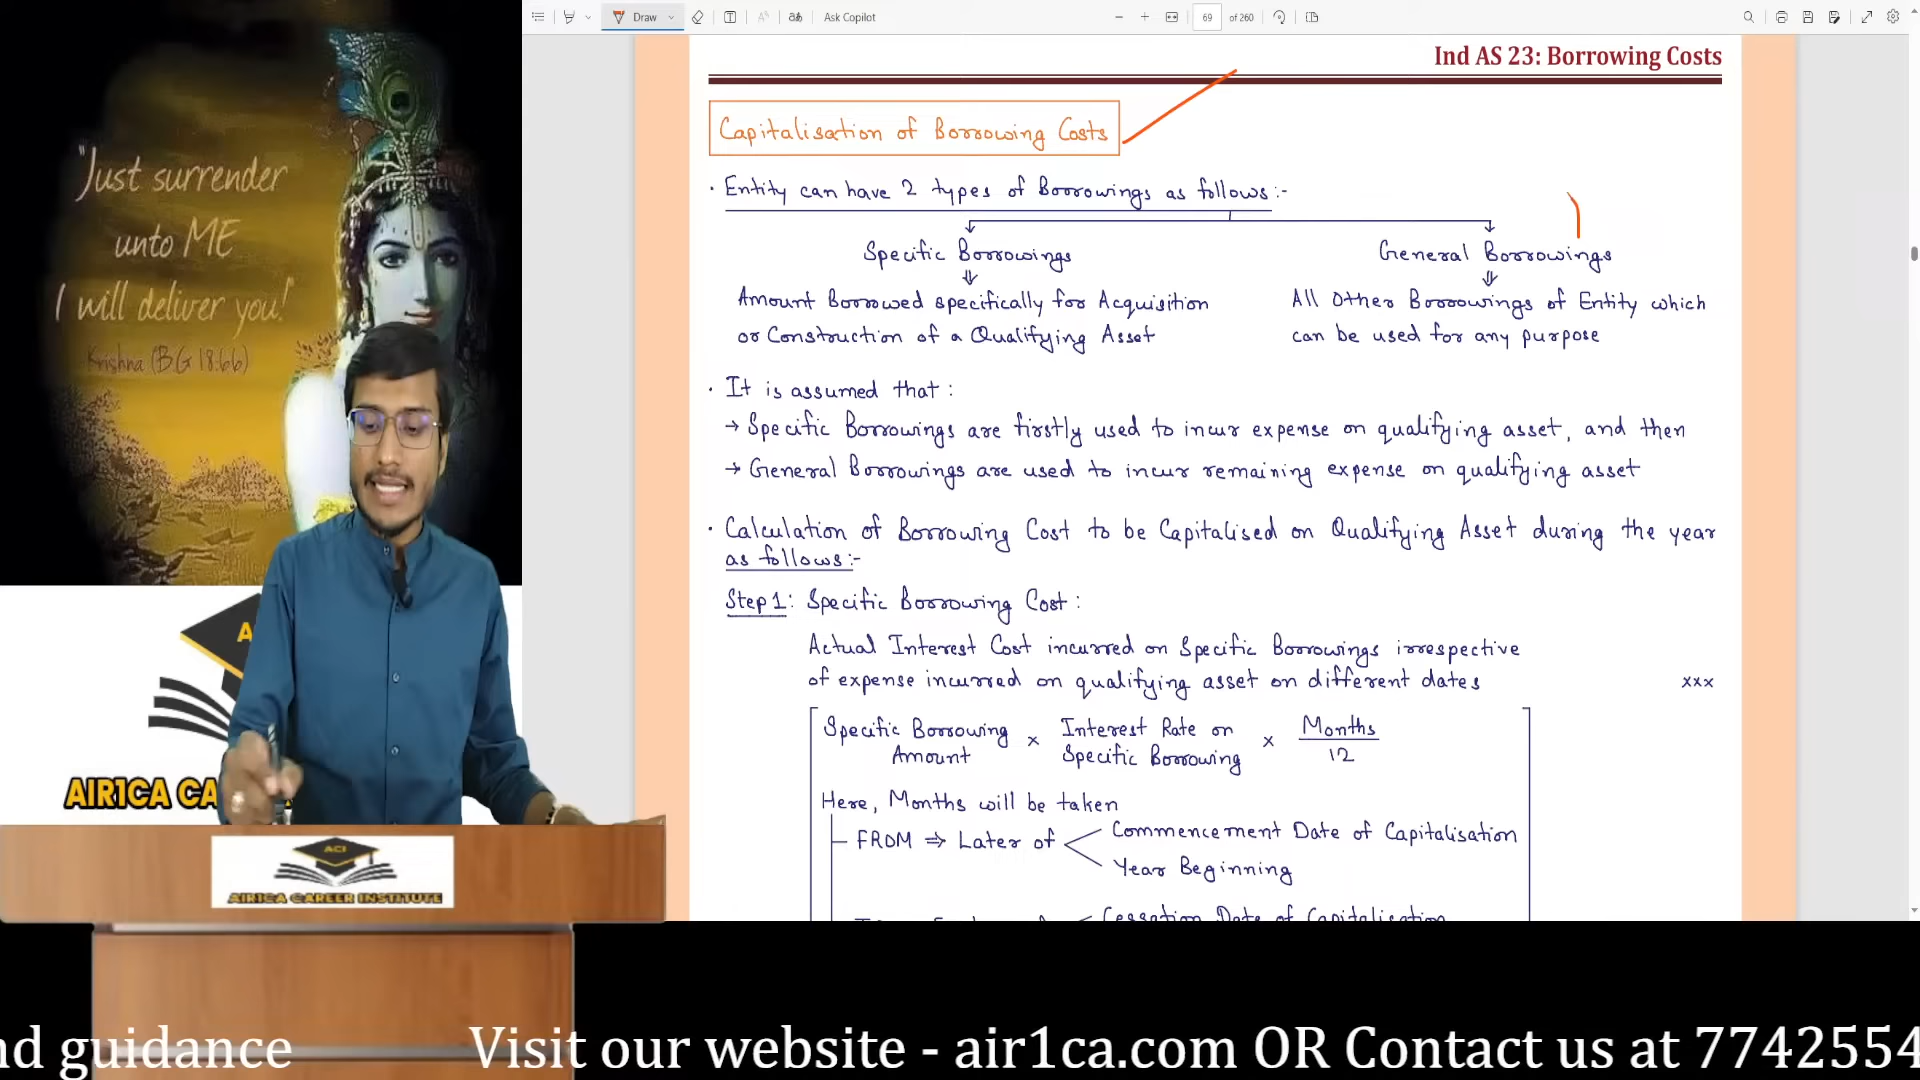 Draw
Ask Copilot
69 of 260
Ind AS 23: Borrowing Costs
Capitalisation of Borrowing Costs
"Just surrender
unto ME
I will deliver you!"
Krishna (B.G 18:66)
· Entity can have 2 types of Borrowings as follows:-
Specific Borrowings
General Borrowings
Amount Borrowed specifically for Acquisition
or Construction of a Qualifying Asset
All Other Borrowings of Entity which
can be used for any purpose
· It is assumed that:
→ Specific Borrowings are firstly used to incur expense on qualifying asset, and then
→ General Borrowings are used to incur remaining expense on qualifying asset
· Calculation of Borrowing Cost to be Capitalised on Qualifying Asset during the year
as follows:-
Step 1: Specific Borrowing Cost:
Actual Interest Cost incurred on Specific Borrowings irrespective
of expense incurred on qualifying asset on different dates xxx
Specific Borrowing Amount × Interest Rate on Specific Borrowing × Months/12
Here, Months will be taken
FROM ⇒ Later of
Commencement Date of Capitalisation
Year Beginning
Cessation Date of Capitalisation
AIR1CA CA
ACI
AIR1CA CAREER INSTITUTE
nd guidance Visit our website - air1ca.com OR Contact us at 7742554